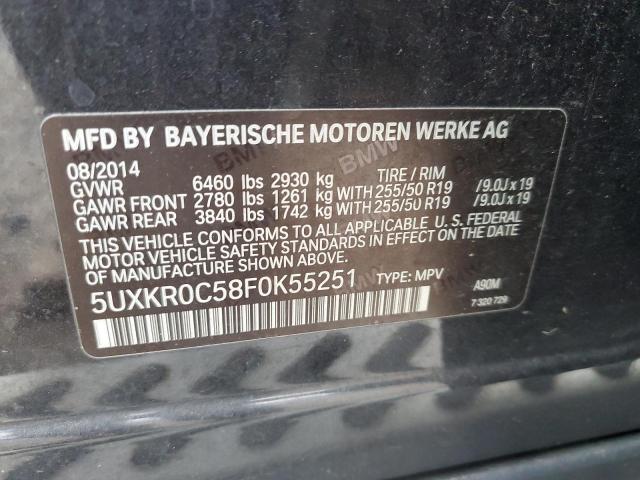 MFD BY BAYERISCHE MOTOREN WERKE AG
08/2014
TIRE / RIM
GVWR 6460 lbs 2930 kg
GAWR FRONT 2780 lbs 1261 kg WITH 255/50 R19 /9.0J x 19
GAWR REAR 3840 lbs 1742 kg WITH 255/50 R19 /9.0J x 19
THIS VEHICLE CONFORMS TO ALL APPLICABLE U.S. FEDERAL
MOTOR VEHICLE SAFETY STANDARDS IN EFFECT ON THE
DATE OF MANUFACTURE SHOWN ABOVE.
5UXKR0C58F0K55251 TYPE: MPV A90M
7 320 729